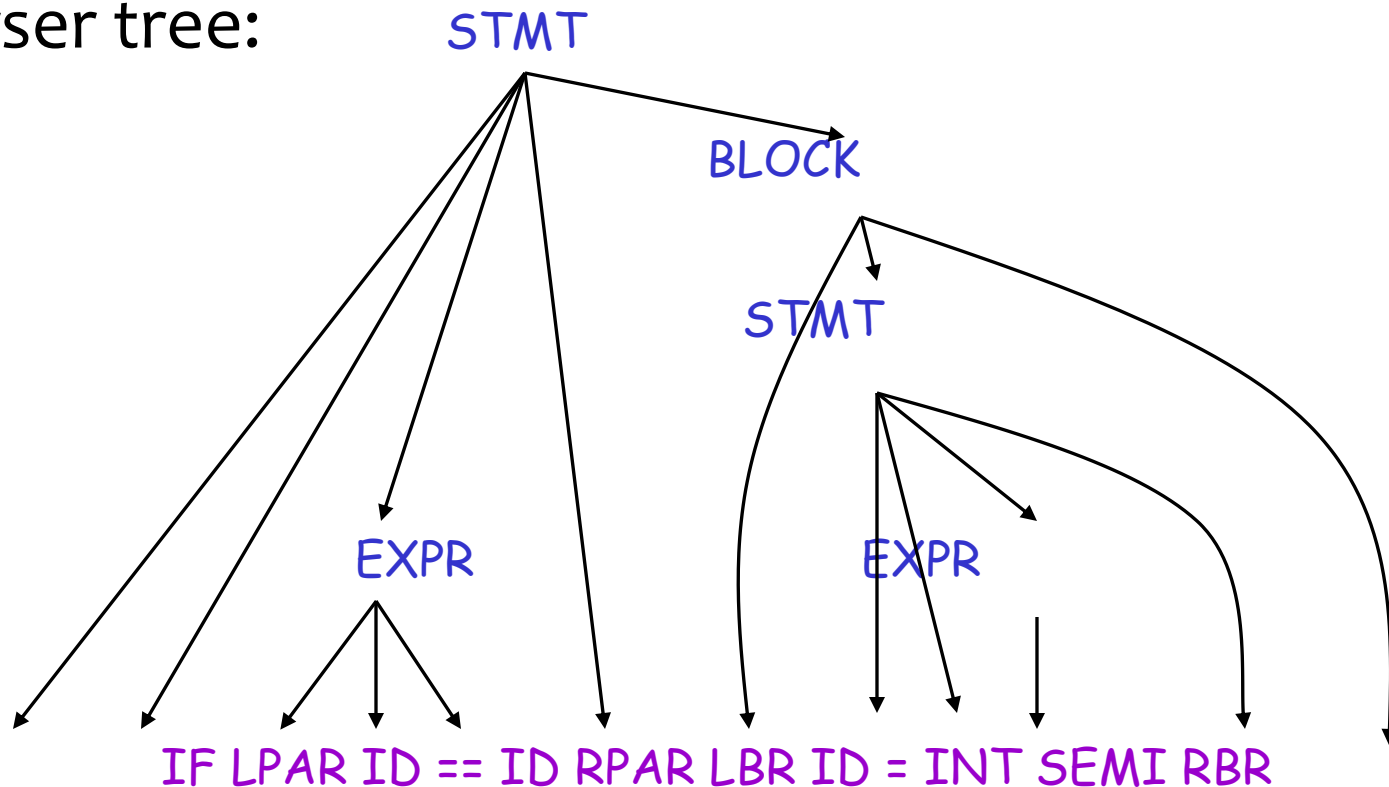 ser tree:
STMT
BLOCK
STMT
EXPR EXPR
IF LPAR ID == ID RPAR LBR ID = INT SEMI RBR